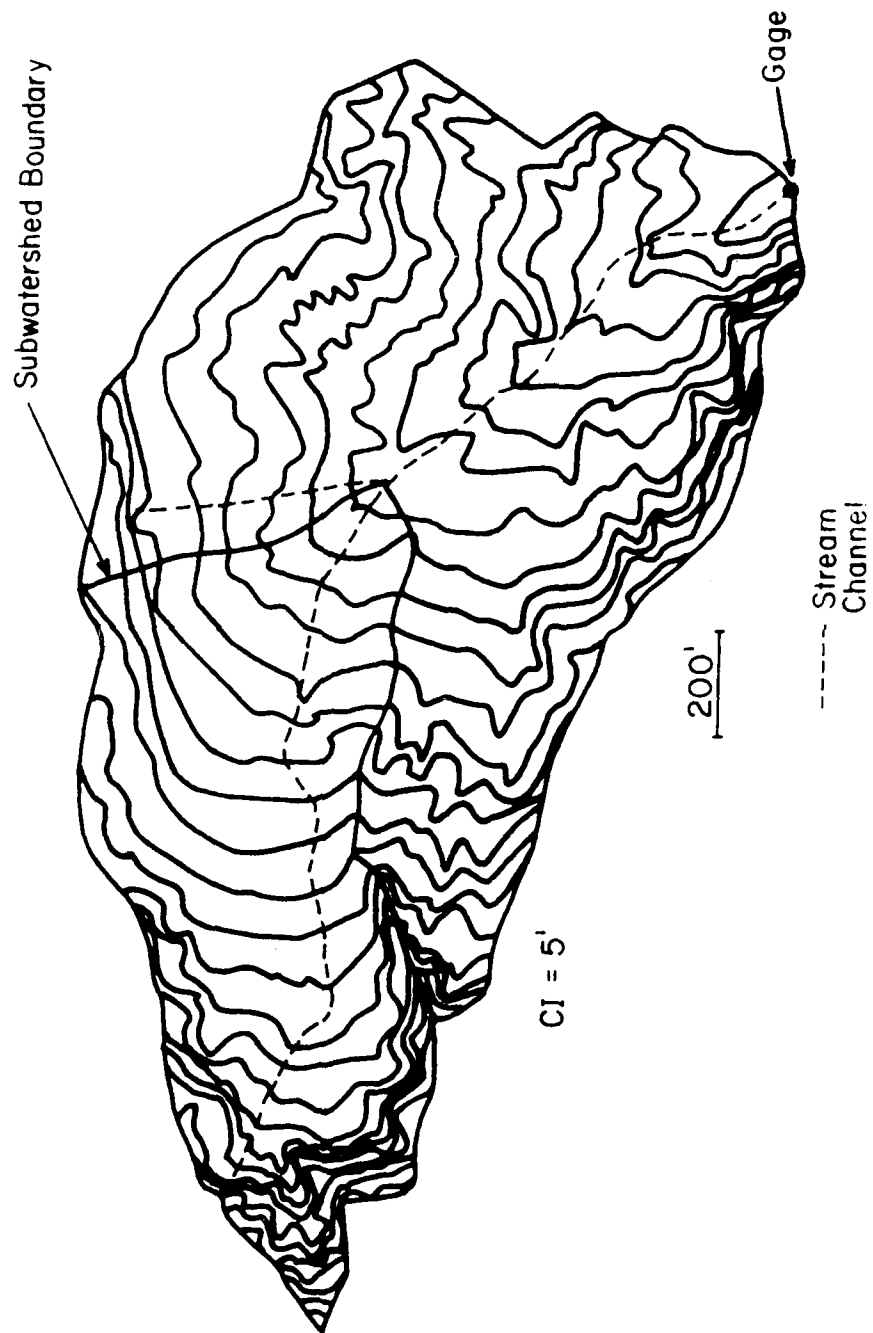 Subwatershed Boundary
Gage
200'
CI = 5'
---- Stream
Channel